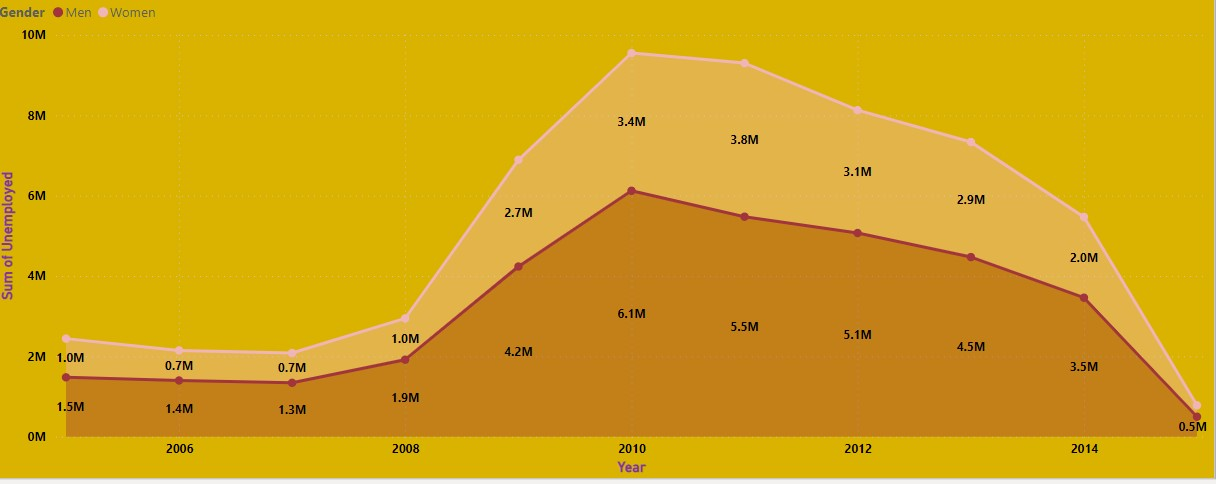 Gender Men Women
10M
8M
6M
4M
2M
0M
Sum of Unemployed
1.0M 0.7M 0.7M 1.0M 2.7M 3.4M 3.8M 3.1M 2.9M 2.0M
1.5M 1.4M 1.3M 1.9M 4.2M 6.1M 5.5M 5.1M 4.5M 3.5M 0.5M
2006 2008 2010 2012 2014
Year